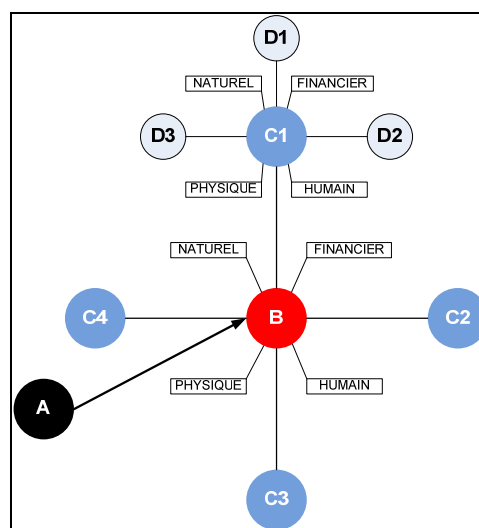 D1
NATUREL FINANCIER
D3 C1 D2
PHYSIQUE HUMAIN
NATUREL FINANCIER
C4 B C2
PHYSIQUE HUMAIN
A
C3